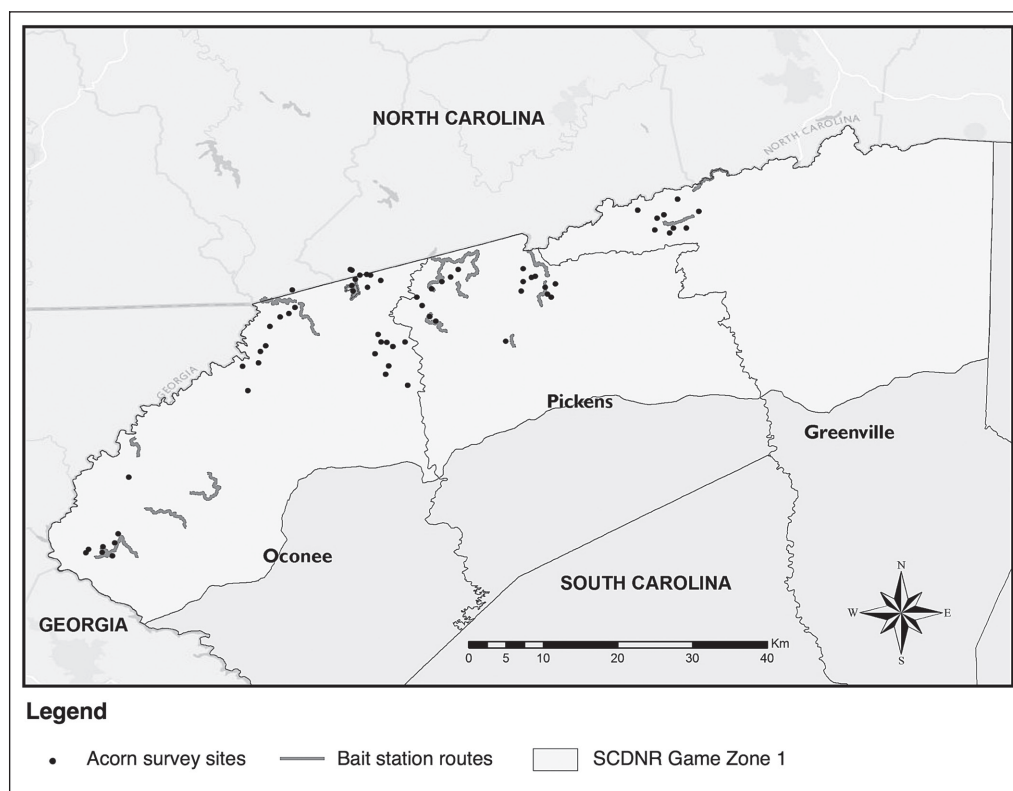 NORTH CAROLINA
NORTH CAROLINA
GEORGIA
Pickens
Greenville
Oconee
SOUTH CAROLINA
GEORGIA
N
W E
S
Km
0 5 10 20 30 40
Legend
Acorn survey sites Bait station routes SCDNR Game Zone 1